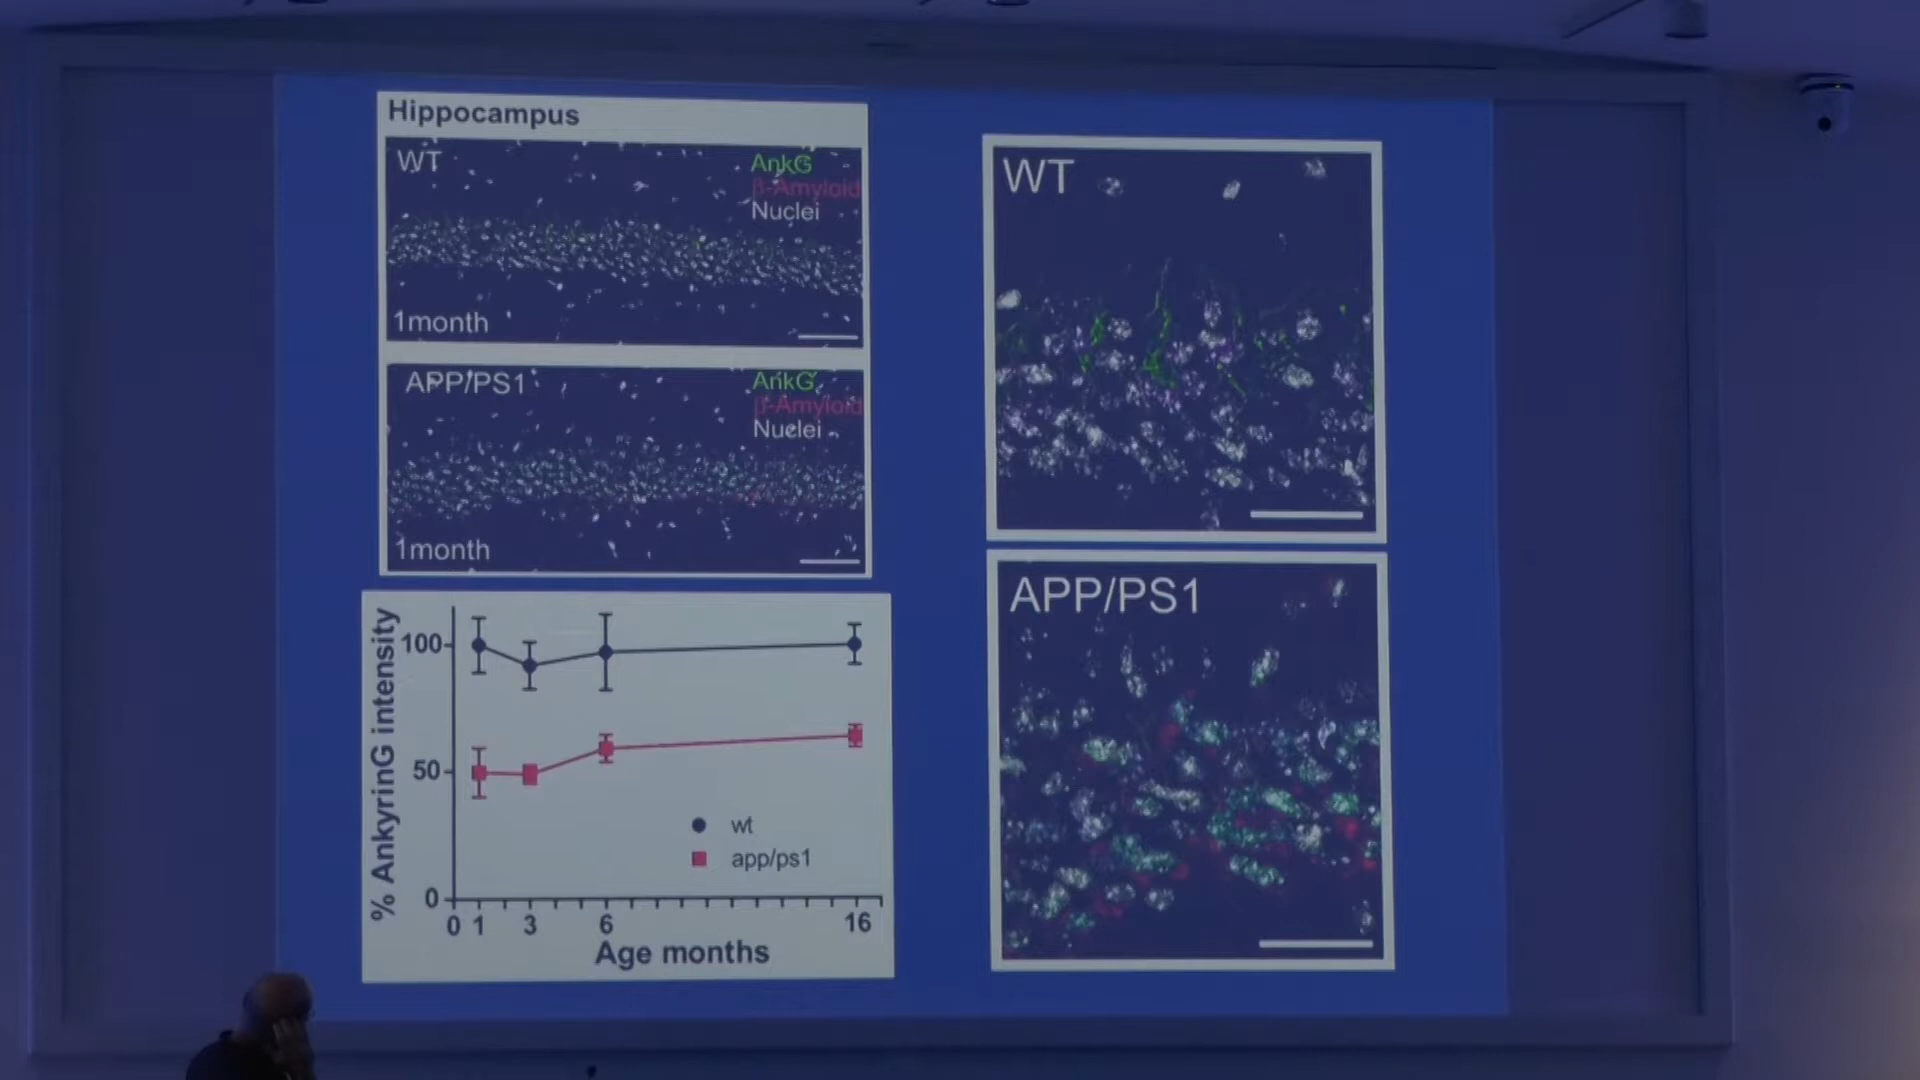 Hippocampus
WT
AnkG
β-Amyloid
Nuclei
1month
APP/PS1
AnkG
β-Amyloid
Nuclei
1month
% AnkyrinG intensity
100
50
0
wt
app/ps1
0 1 3 6 16
Age months
WT
APP/PS1